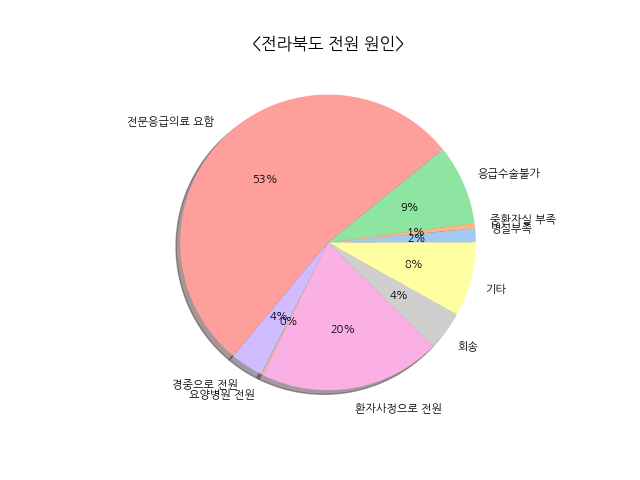 <전라북도 전원 원인>
전문응급의료 요함
53%
응급수술불가
9%
중환자실 부족
1%
병실부족
2%
기타
8%
회송
4%
환자사정으로 전원
20%
요양병원 전원
0%
경중으로 전원
4%